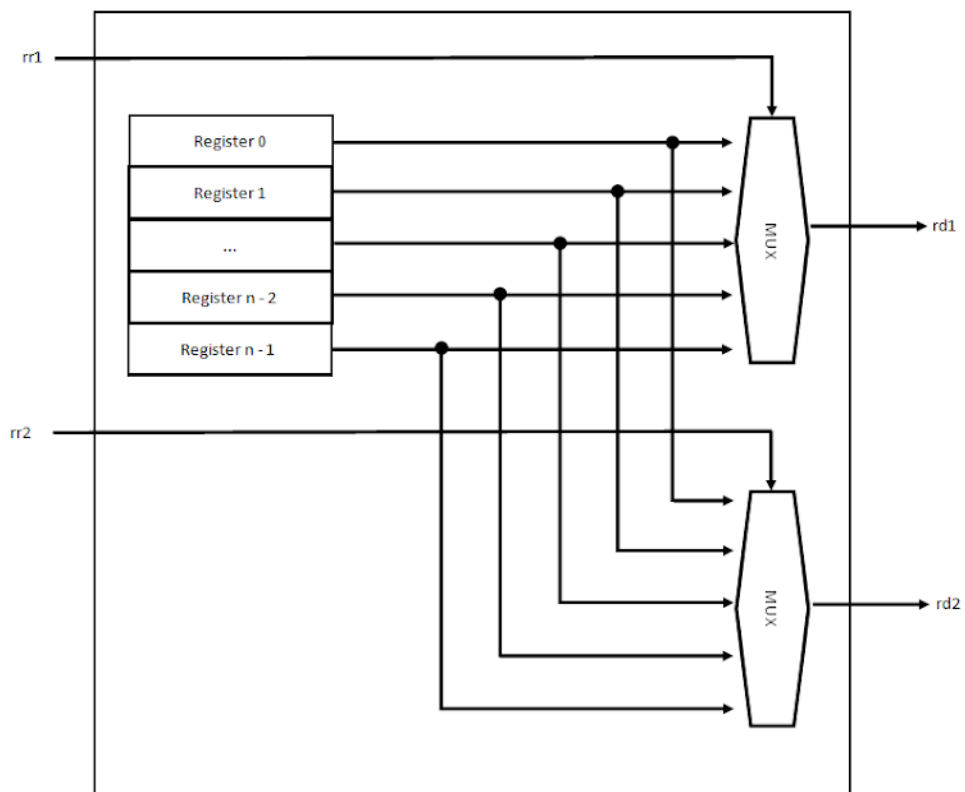 rr1
Register 0
Register 1
...
Register n - 2
Register n - 1
MUX
rd1
rr2
MUX
rd2